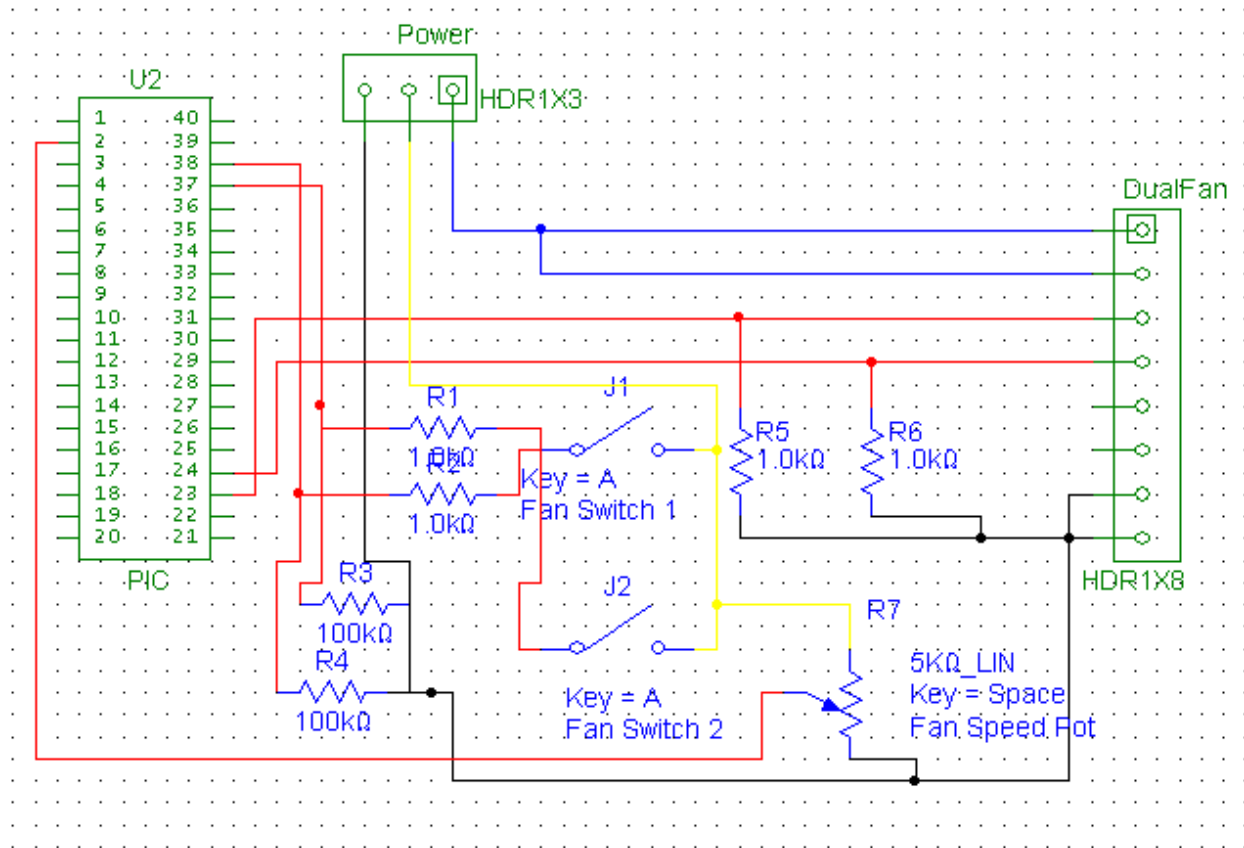 Power
U2
HDR1X3
1 40
2 39
3 38
4 37
5 36
6 35
7 34
8 33
9 32
10 31
11 30
12 29
13 28
14 27
15 26
16 25
17 24
18 23
19 22
20 21
PIC
DualFan
HDR1X8
R1
1.0kΩ
R2
1.0kΩ
J1
Key = A
Fan Switch 1
R5
1.0kΩ
R6
1.0kΩ
R3
100kΩ
R4
100kΩ
J2
Key = A
Fan Switch 2
R7
5KΩ_LIN
Key = Space
Fan Speed Pot